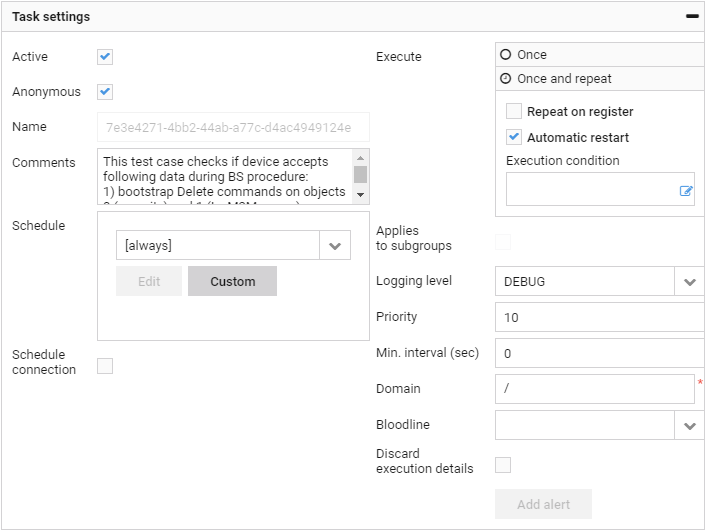 Task settings
Active
Anonymous
Name
7e3e4271-4bb2-44ab-a77c-d4ac4949124e
Comments
This test case checks if device accepts
following data during BS procedure:
1) bootstrap Delete commands on objects
Schedule
[always]
Edit
Custom
Schedule
connection
Execute
Once
Once and repeat
Repeat on register
Automatic restart
Execution condition
Applies
to subgroups
Logging level
DEBUG
Priority
10
Min. interval (sec)
0
Domain
/
*
Bloodline
Discard
execution details
Add alert